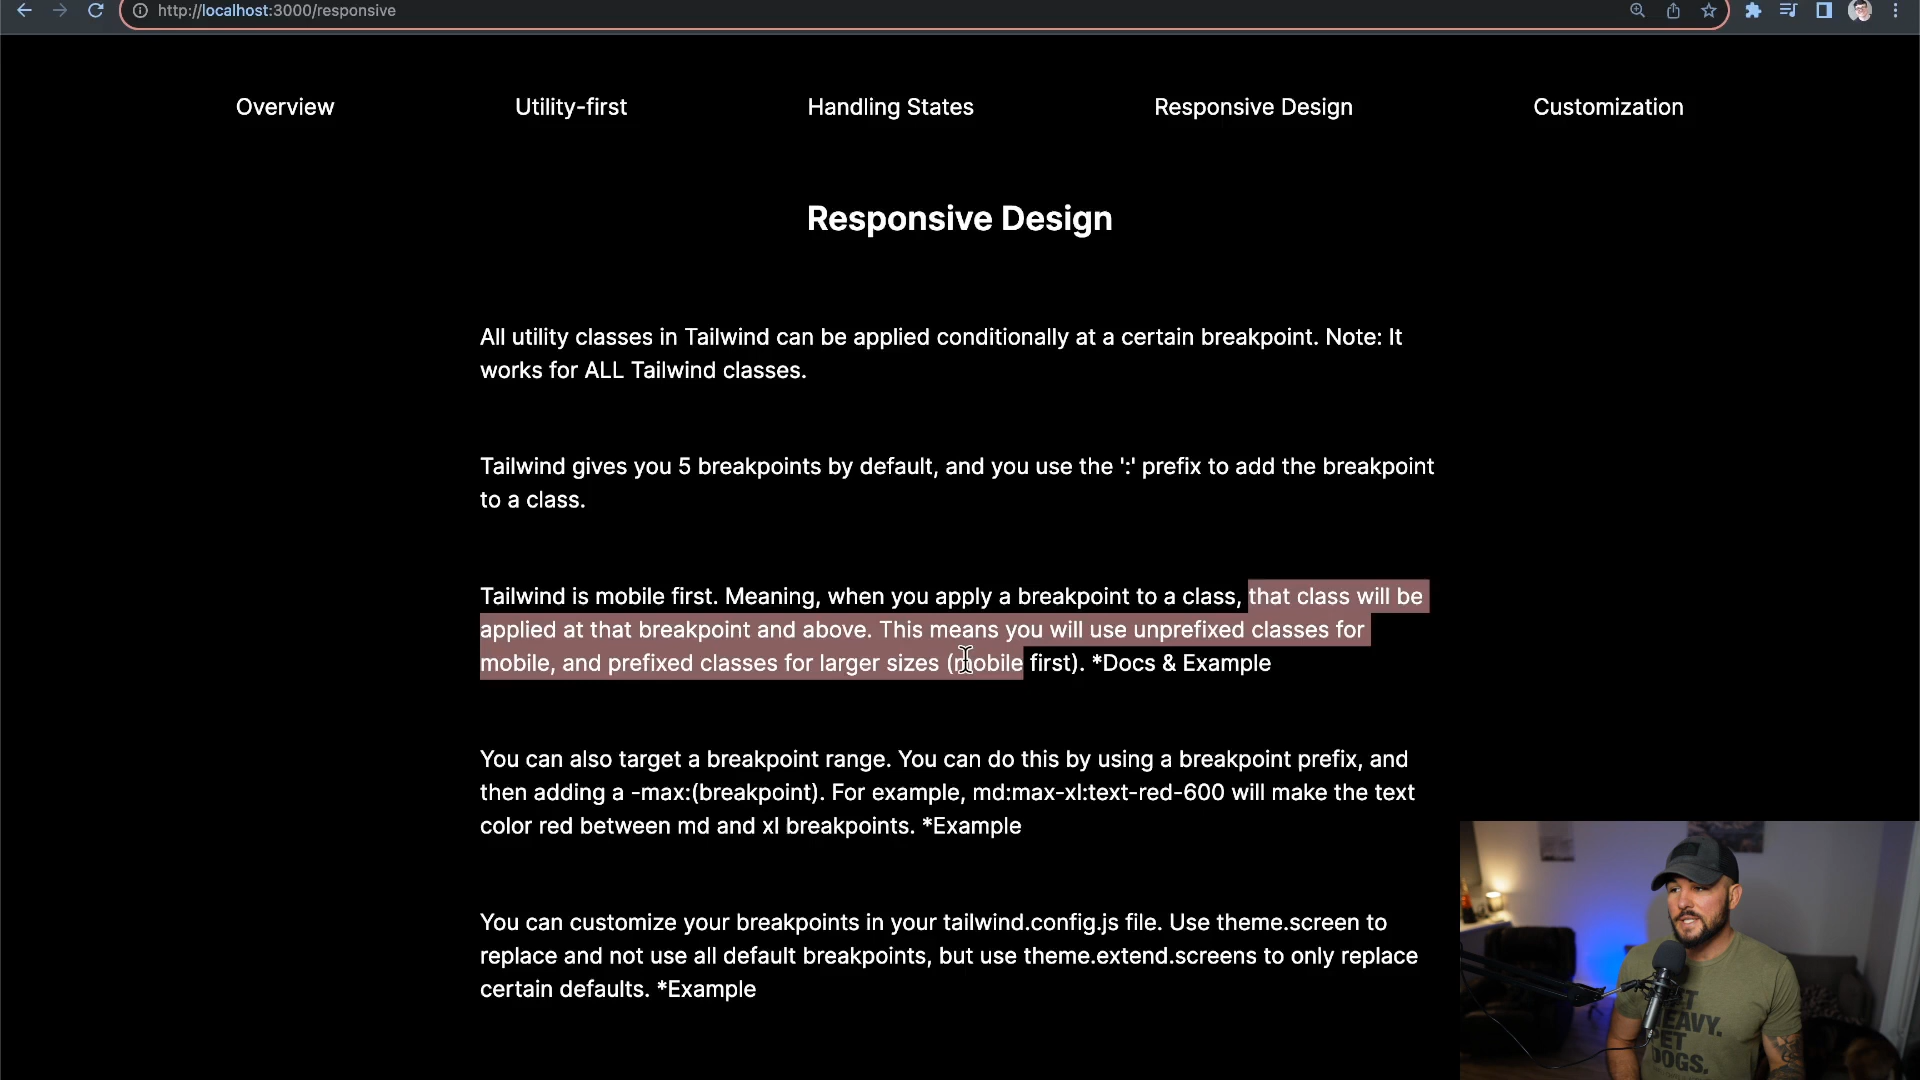 http://localhost:3000/responsive
Overview
Utility-first
Handling States
Responsive Design
Customization
Responsive Design
All utility classes in Tailwind can be applied conditionally at a certain breakpoint. Note: It
works for ALL Tailwind classes.
Tailwind gives you 5 breakpoints by default, and you use the ':' prefix to add the breakpoint
to a class.
Tailwind is mobile first. Meaning, when you apply a breakpoint to a class, that class will be
applied at that breakpoint and above. This means you will use unprefixed classes for
mobile, and prefixed classes for larger sizes (mobile first). *Docs & Example
You can also target a breakpoint range. You can do this by using a breakpoint prefix, and
then adding a -max:(breakpoint). For example, md:max-xl:text-red-600 will make the text
color red between md and xl breakpoints. *Example
You can customize your breakpoints in your tailwind.config.js file. Use theme.screen to
replace and not use all default breakpoints, but use theme.extend.screens to only replace
certain defaults. *Example
HEAVY.
PET
DOGS.